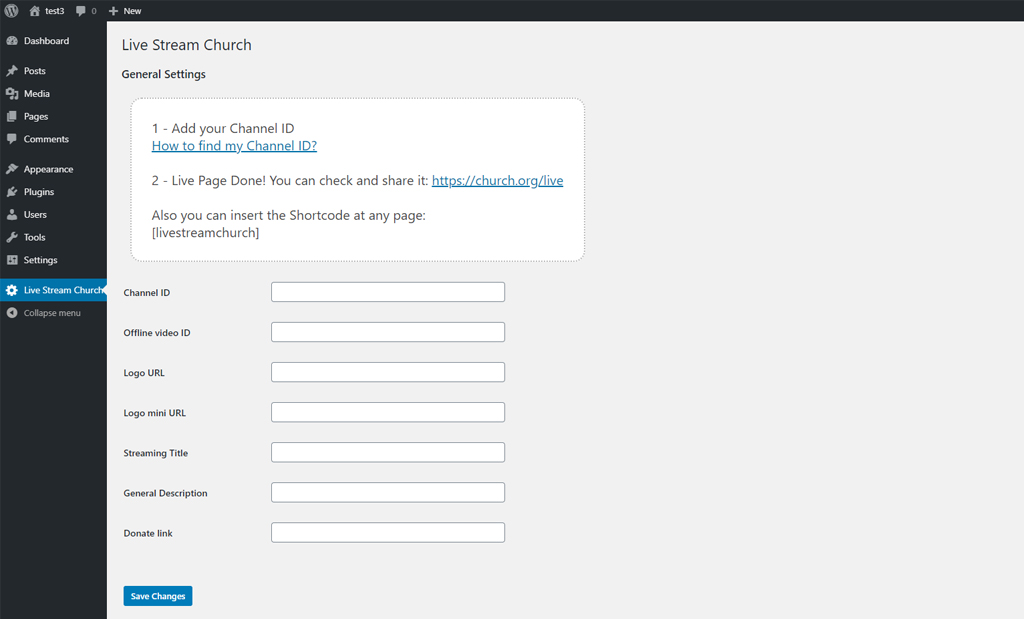 test3 0 New
Dashboard
Posts
Media
Pages
Comments
Appearance
Plugins
Users
Tools
Settings
Live Stream Church
Collapse menu
Live Stream Church
General Settings
1 - Add your Channel ID
How to find my Channel ID?
2 - Live Page Done! You can check and share it: https://church.org/live
Also you can insert the Shortcode at any page:
[livestreamchurch]
Channel ID
Offline video ID
Logo URL
Logo mini URL
Streaming Title
General Description
Donate link
Save Changes